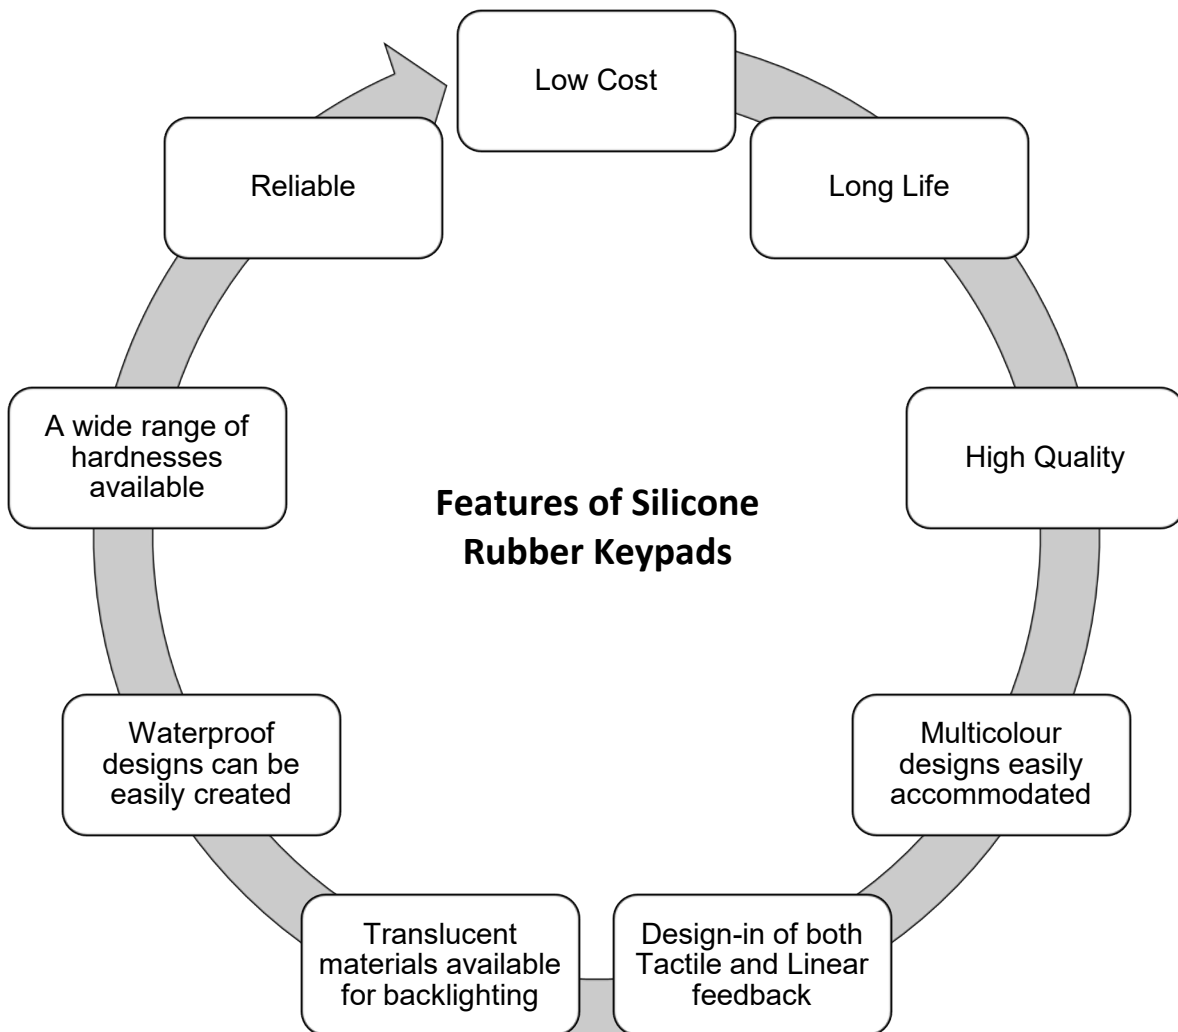 Low Cost
Long Life
High Quality
Multicolour
designs easily
accommodated
Design-in of both
Tactile and Linear
feedback
Translucent
materials available
for backlighting
Waterproof
designs can be
easily created
A wide range of
hardnesses
available
Reliable
Features of Silicone
Rubber Keypads